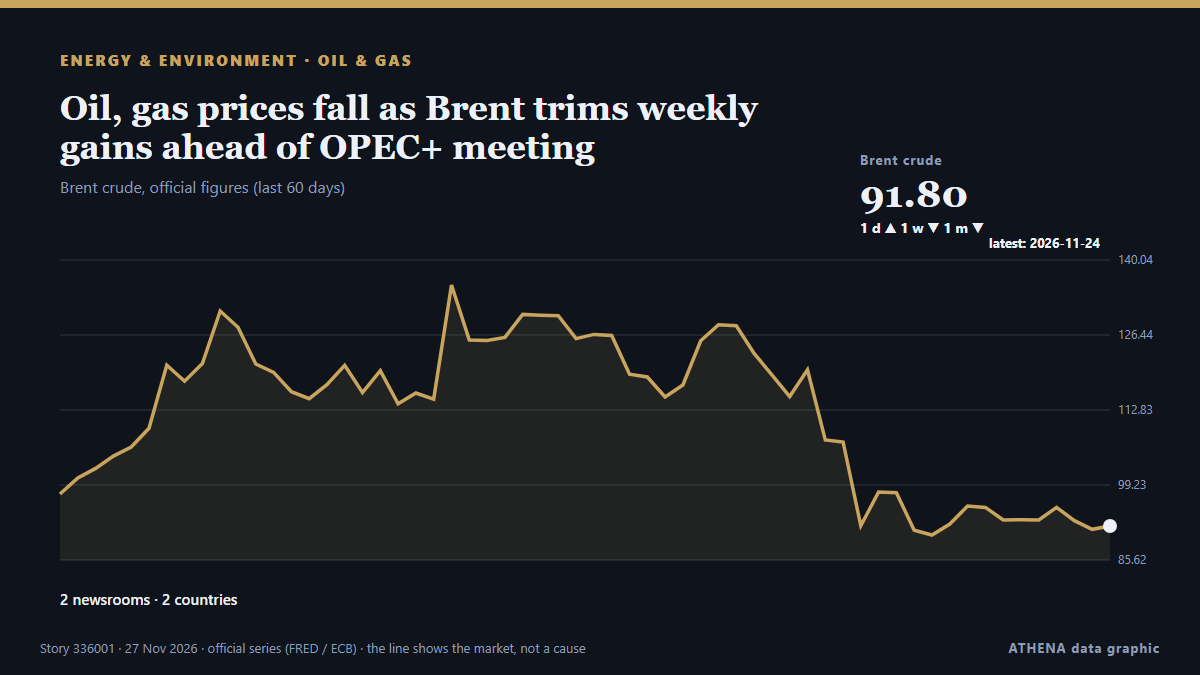 ENERGY & ENVIRONMENT · OIL & GAS
Oil, gas prices fall as Brent trims weekly
gains ahead of OPEC+ meeting
Brent crude, official figures (last 60 days)
Brent crude
91.80
1 d ▲ 1 w ▼ 1 m ▼
latest: 2026-11-24
140.04
126.44
112.83
99.23
85.62
2 newsrooms · 2 countries
Story 336001 · 27 Nov 2026 · official series (FRED / ECB) · the line shows the market, not a cause
ATHENA data graphic